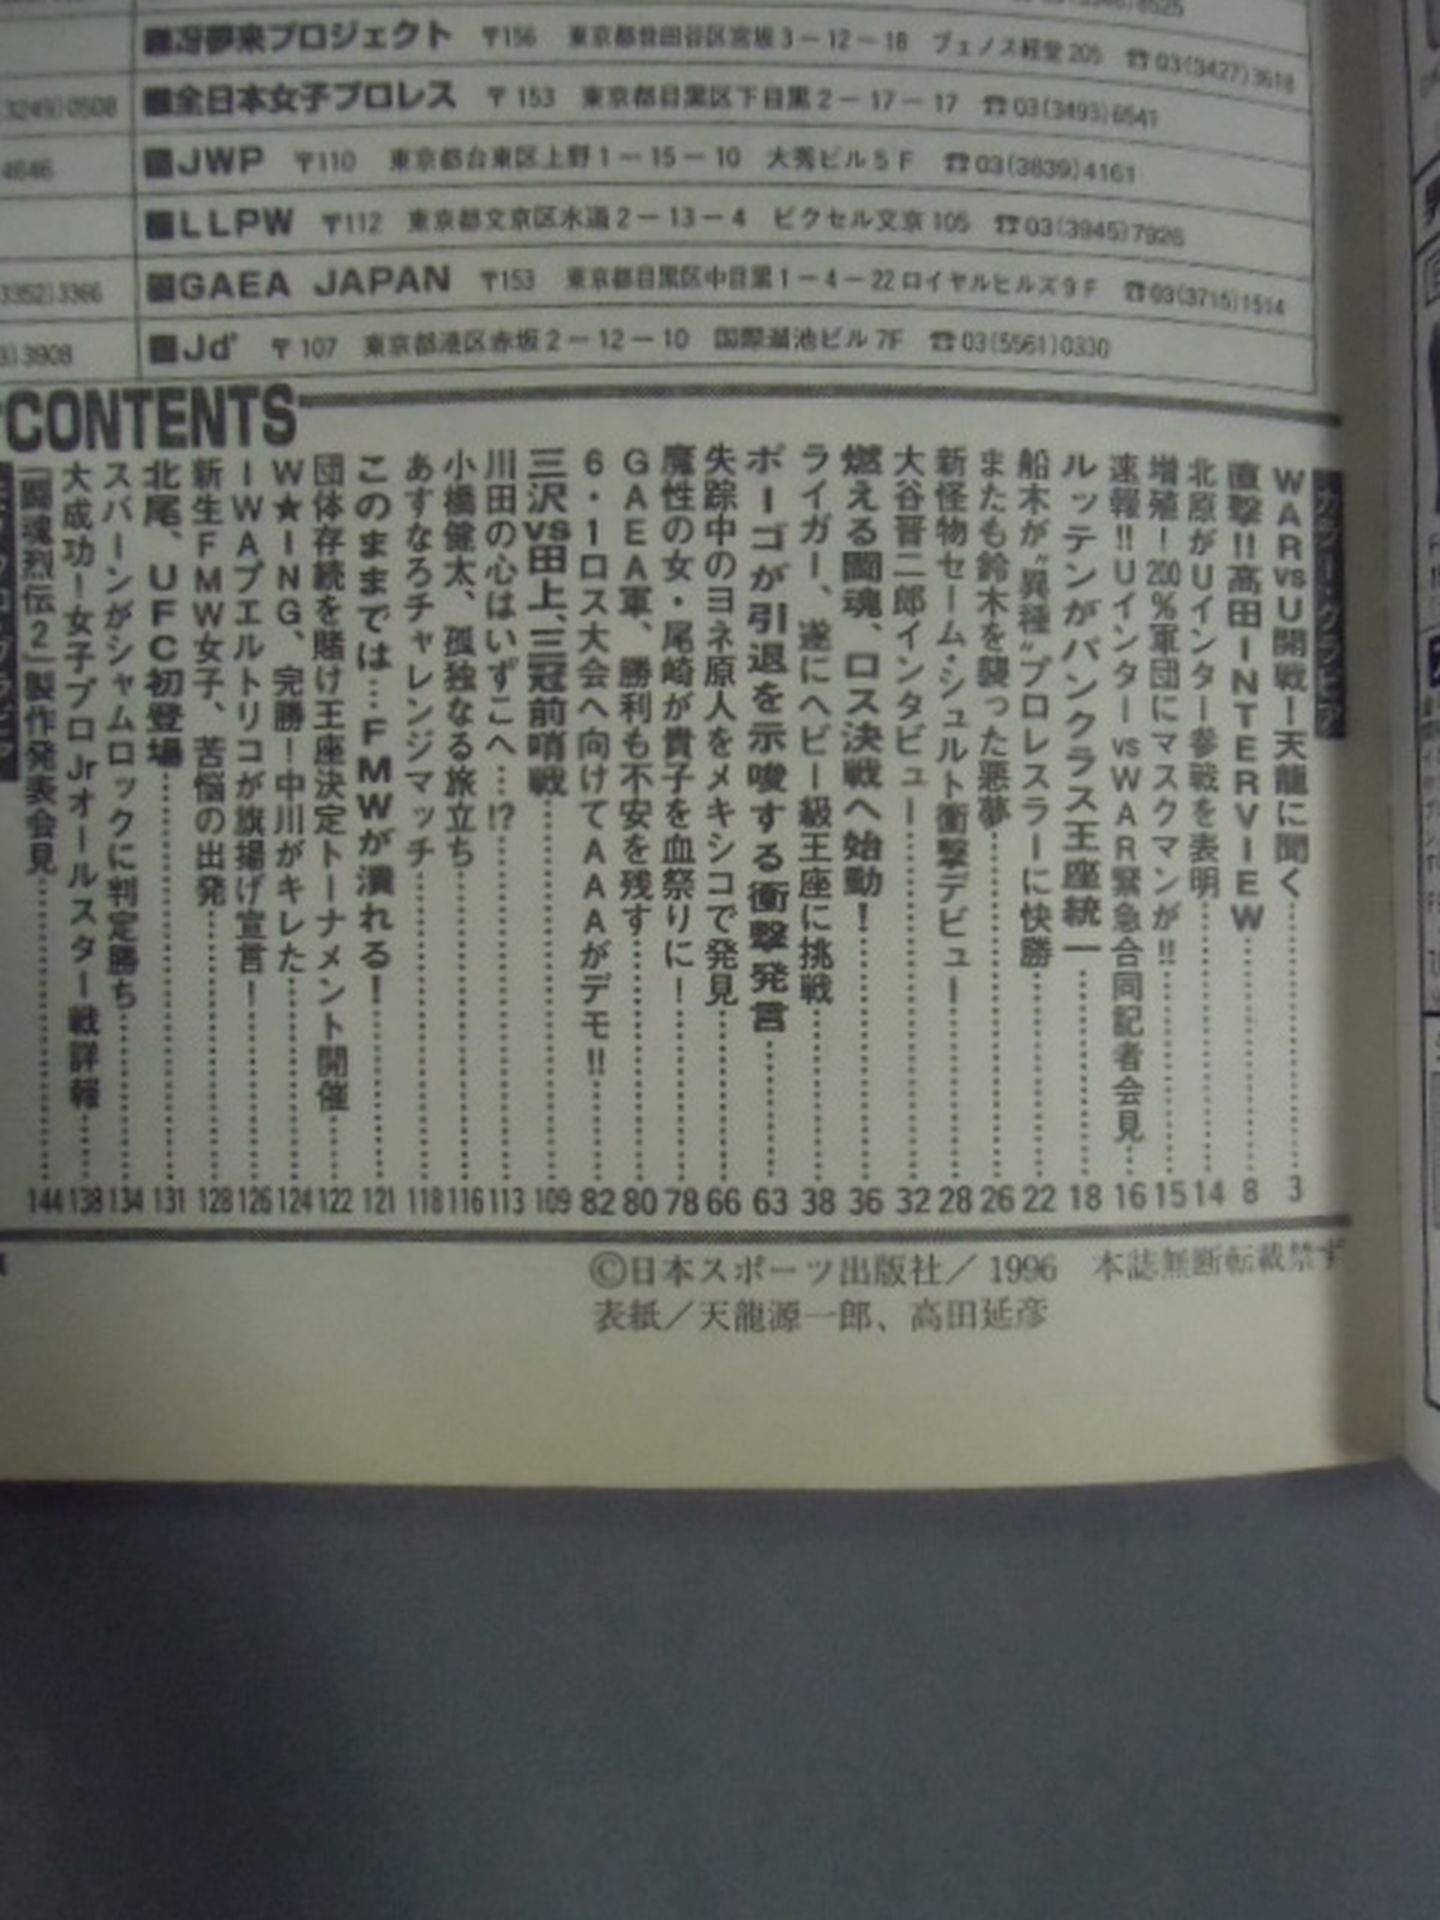 ■冴夢来プロジェクト 〒156 東京都世田谷区宮坂3-12-18 ヴェノス経堂205 ☎03(3427)3618
3249)0508
■全日本女子プロレス 〒153 東京都目黒区下目黒2-17-17 ☎03(3493)6541
4646
■JWP 〒110 東京都台東区上野1-15-10 大秀ビル5F ☎03(3839)4161
■LLPW 〒112 東京都文京区水道2-13-4 ピクセル文京105 ☎03(3945)7926
3352)3366
■GAEA JAPAN 〒153 東京都目黒区中目黒1-4-22ロイヤルヒルズ9F ☎03(3715)1514
3908
■Jd' 〒107 東京都港区赤坂2-12-10 国際溜池ビル7F ☎03(5561)0330
CONTENTS
カラー・グラビア
WARvsU開戦!天龍に聞く……3
直撃!!高田INTERVIEW……8
北原がUインター参戦を表明……14
増殖!200%軍団にマスクマンが!!……15
速報!!UインターvsWAR緊急合同記者会見……16
ルッテンがパンクラス王座統一……18
船木が"異種"プロレスラーに快勝……22
またも鈴木を襲った悪夢……26
新怪物セーム・シュルト衝撃デビュー!……28
大谷晋二郎インタビュー……32
燃える闘魂、ロス決戦へ始動!……36
ライガー、遂にヘビー級王座に挑戦……38
ポーゴが引退を示唆する衝撃発言……63
失踪中のヨネ原人をメキシコで発見……66
魔性の女・尾崎が貴子を血祭りに!……78
GAEA軍、勝利も不安を残す……80
6・1ロス大会へ向けてAAAがデモ!!……82
三沢vs田上、三冠前哨戦……109
川田の心はいずこへ…!?……113
小橋健太、孤独なる旅立ち……116
あすなろチャレンジマッチ……118
このままでは…FMWが潰れる!……121
団体存続を賭け王座決定トーナメント開催……122
W★ING、完勝!中川がキレた……124
IWAプエルトリコが旗揚げ宣言!……126
新生FMW女子、苦悩の出発……128
北尾、UFC初登場……131
スバーンがシャムロックに判定勝ち……134
大成功!女子プロJrオールスター戦詳報……138
『闘魂烈伝2』製作発表会見……144
©日本スポーツ出版社/1996 本誌無断転載禁ず
表紙/天龍源一郎、高田延彦